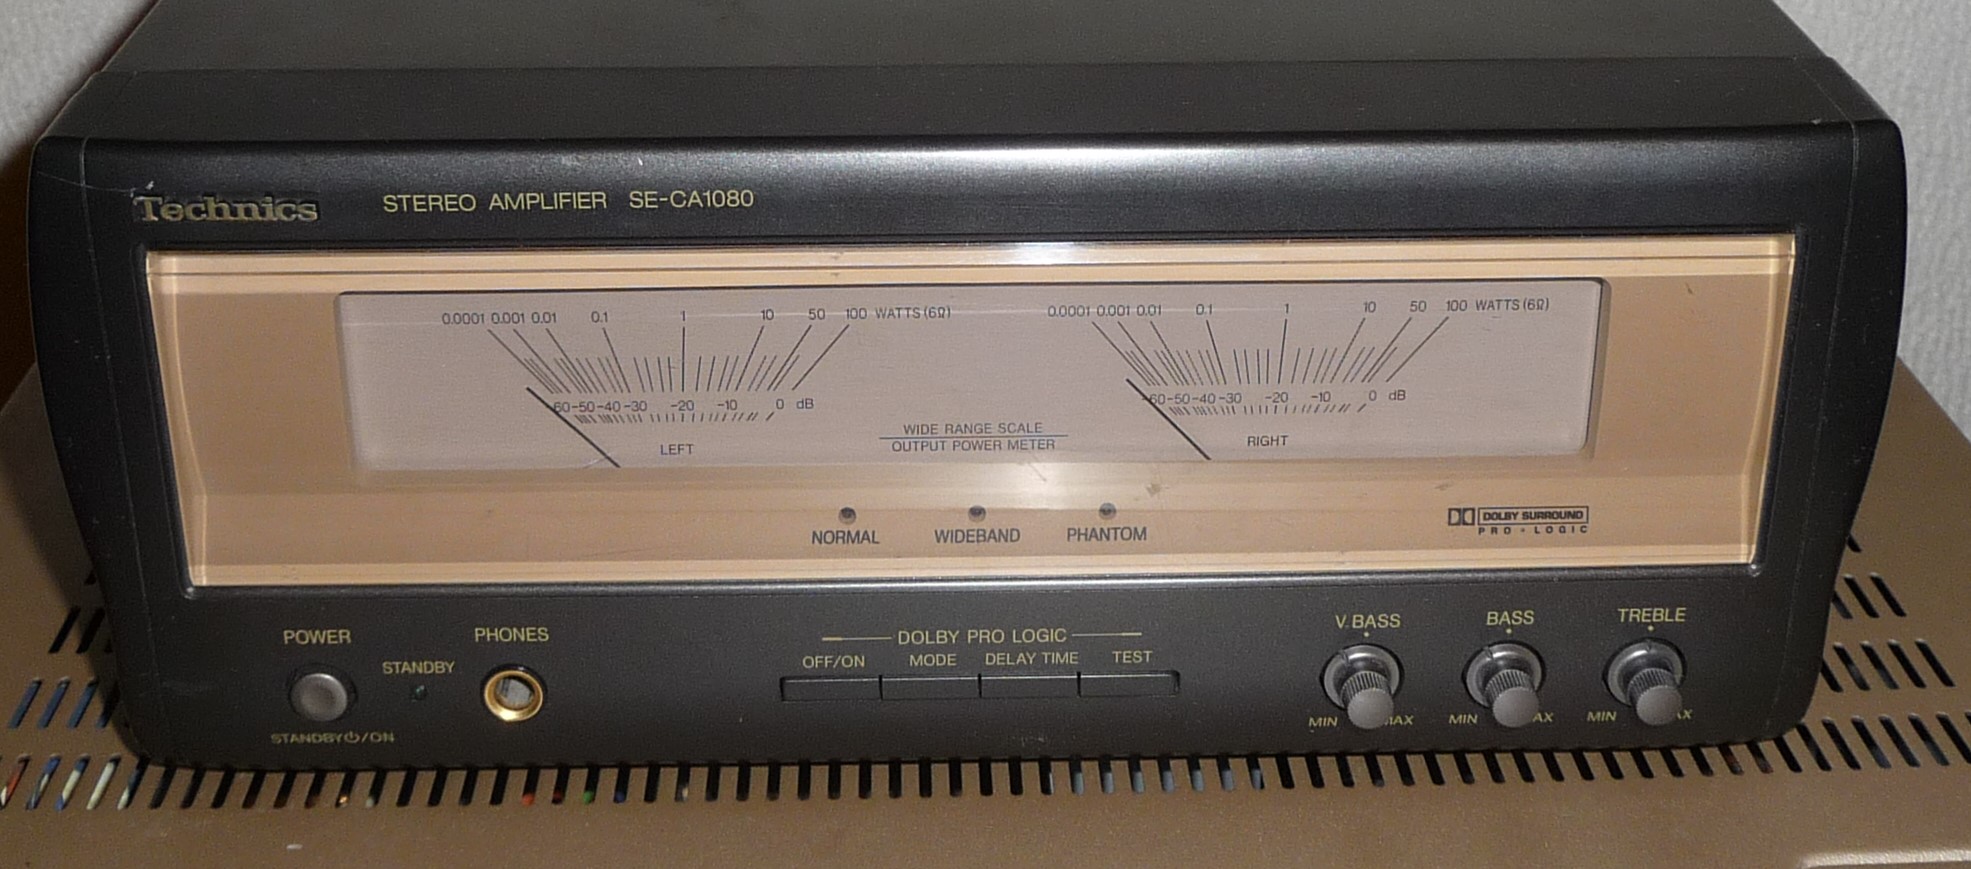 Technics STEREO AMPLIFIER SE-CA1080
0.0001 0.001 0.01 0.1 1 10 50 100 WATTS (6Ω)
60-50-40-30 -20 -10 0 dB
LEFT
0.0001 0.001 0.01 0.1 1 10 50 100 WATTS (6Ω)
-60-50-40-30 -20 -10 0 dB
RIGHT
WIDE RANGE SCALE
OUTPUT POWER METER
NORMAL WIDEBAND PHANTOM
DOLBY SURROUND
PRO·LOGIC
POWER
STANDBY⏻/ON
STANDBY
PHONES
DOLBY PRO LOGIC
OFF/ON MODE DELAY TIME TEST
V.BASS BASS TREBLE
MIN MIN MIN